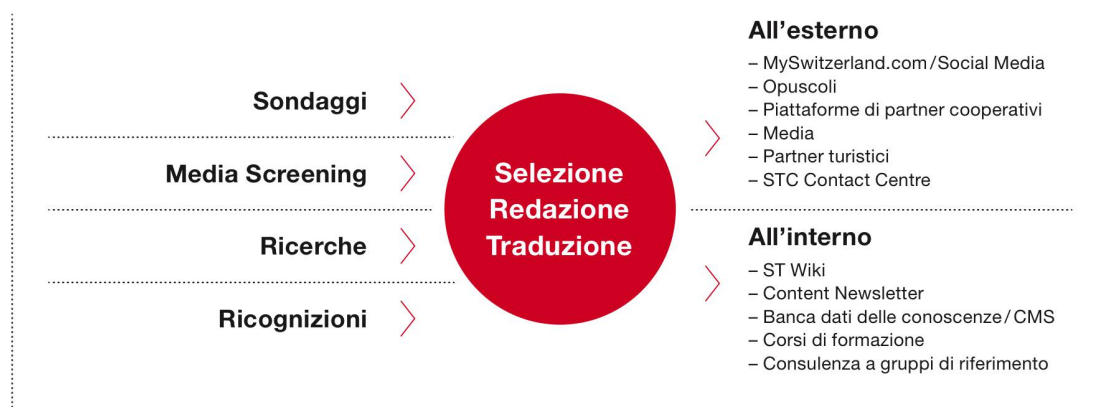 Sondaggi
Media Screening
Ricerche
Ricognizioni
Selezione
Redazione
Traduzione
All’esterno
– MySwitzerland.com/Social Media
– Opuscoli
– Piattaforme di partner cooperativi
– Media
– Partner turistici
– STC Contact Centre
All’interno
– ST Wiki
– Content Newsletter
– Banca dati delle conoscenze/CMS
– Corsi di formazione
– Consulenza a gruppi di riferimento